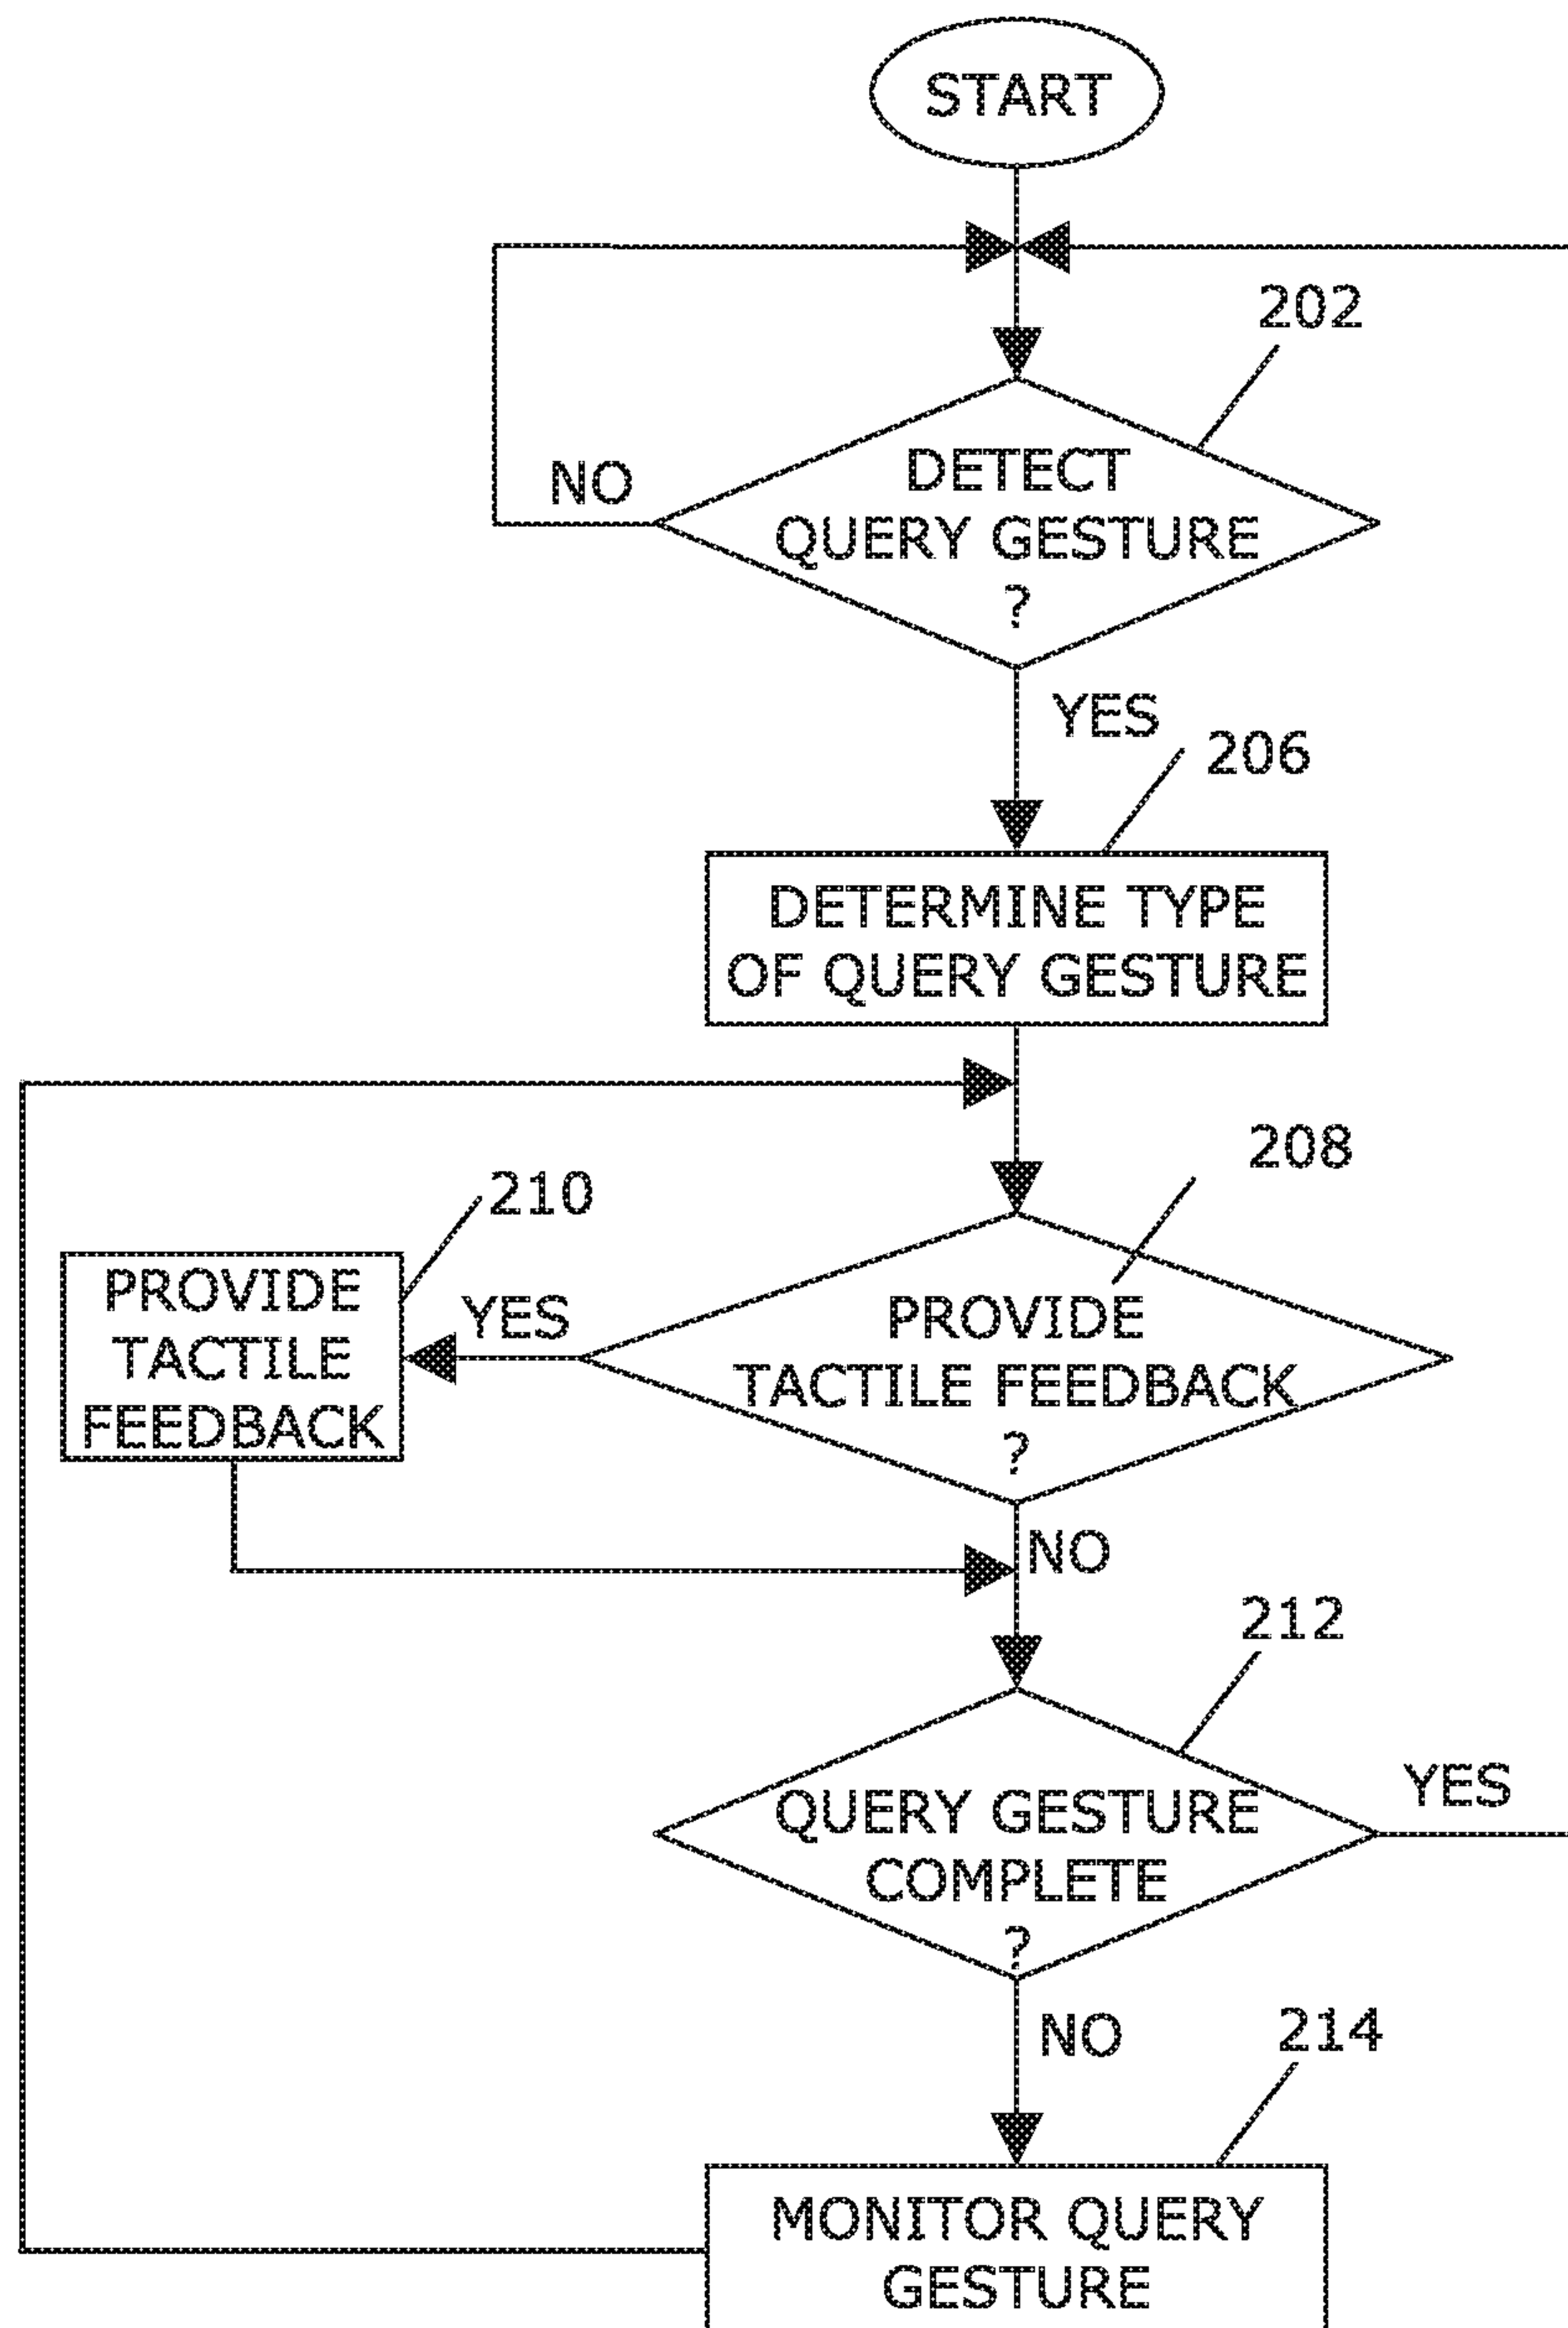 START
202
DETECT
QUERY GESTURE
?
NO
YES
206
DETERMINE TYPE
OF QUERY GESTURE
208
210
PROVIDE
TACTILE
FEEDBACK
YES
PROVIDE
TACTILE FEEDBACK
?
NO
212
QUERY GESTURE
COMPLETE
?
YES
NO
214
MONITOR QUERY
GESTURE